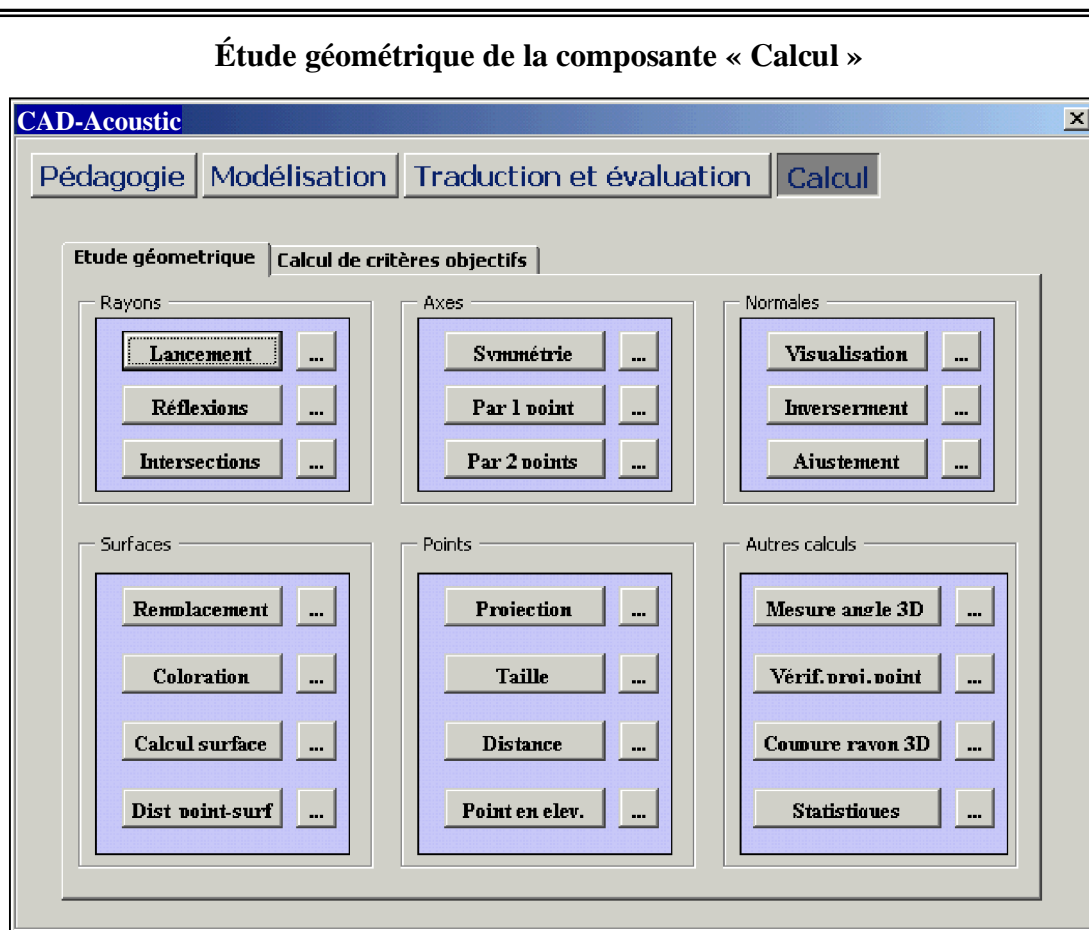 Étude géométrique de la composante « Calcul »
CAD-Acoustic
Pédagogie Modélisation Traduction et évaluation Calcul
Etude géometrique Calcul de critères objectifs
Rayons Axes Normales
Lancement ... Symmétrie ... Visualisation ...
Réflexions ... Par 1 point ... Inverserment ...
Intersections ... Par 2 points ... Ajustement ...
Surfaces Points Autres calculs
Remplacement ... Projection ... Mesure angle 3D ...
Coloration ... Taille ... Vérif.proj.point ...
Calcul surface ... Distance ... Coupure rayon 3D ...
Dist point-surf ... Point en elev. ... Statistiques ...